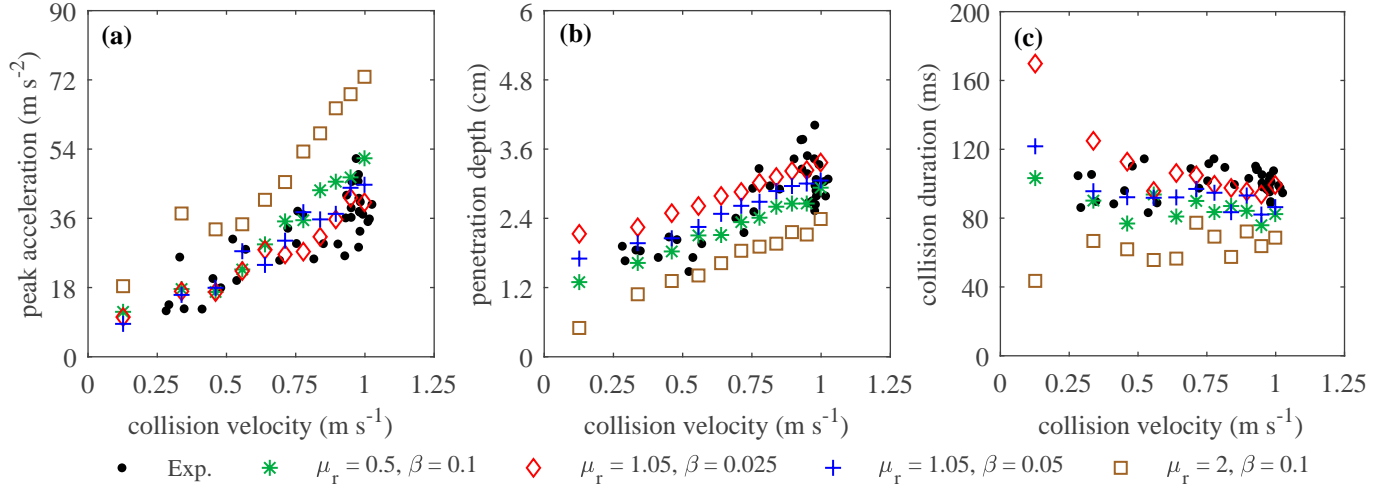 (a)
peak acceleration (m s⁻²)
90
72
54
36
18
0
0 0.25 0.5 0.75 1 1.25
collision velocity (m s⁻¹)
(b)
penetration depth (cm)
6
4.8
3.6
2.4
1.2
0
0 0.25 0.5 0.75 1 1.25
collision velocity (m s⁻¹)
(c)
collision duration (ms)
200
160
120
80
40
0
0 0.25 0.5 0.75 1 1.25
collision velocity (m s⁻¹)
Exp. μᵣ = 0.5, β = 0.1 μᵣ = 1.05, β = 0.025 μᵣ = 1.05, β = 0.05 μᵣ = 2, β = 0.1